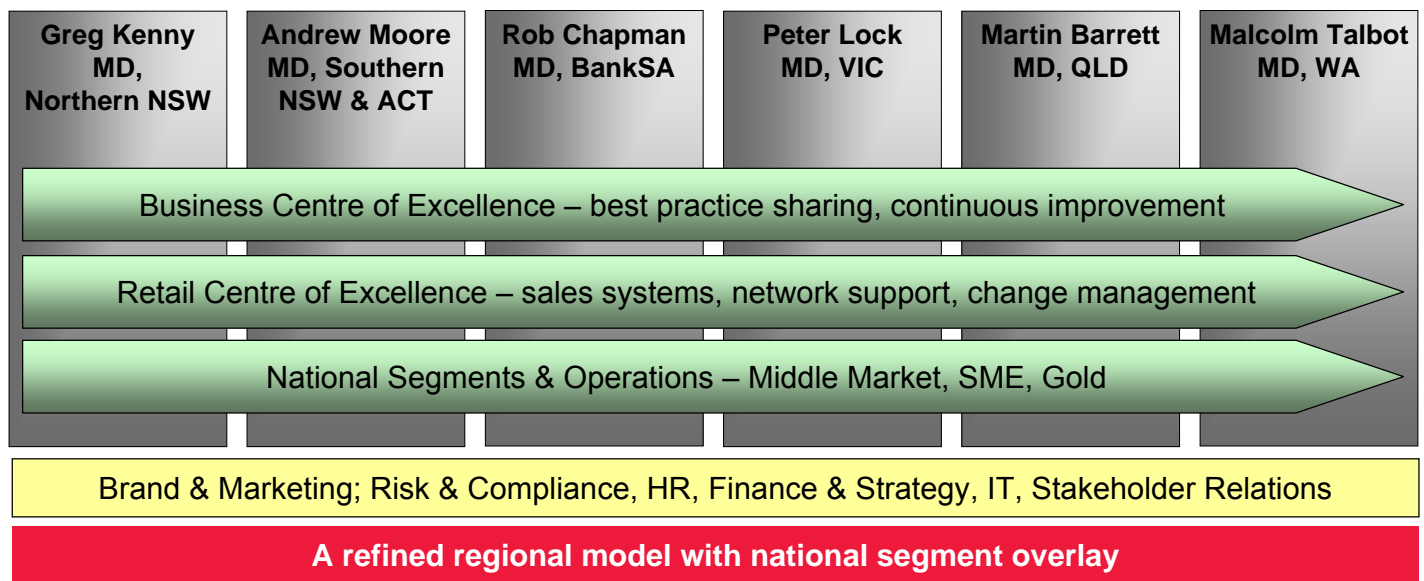 Greg Kenny
MD,
Northern NSW
Andrew Moore
MD, Southern
NSW & ACT
Rob Chapman
MD, BankSA
Peter Lock
MD, VIC
Martin Barrett
MD, QLD
Malcolm Talbot
MD, WA
Business Centre of Excellence – best practice sharing, continuous improvement
Retail Centre of Excellence – sales systems, network support, change management
National Segments & Operations – Middle Market, SME, Gold
Brand & Marketing; Risk & Compliance, HR, Finance & Strategy, IT, Stakeholder Relations
A refined regional model with national segment overlay